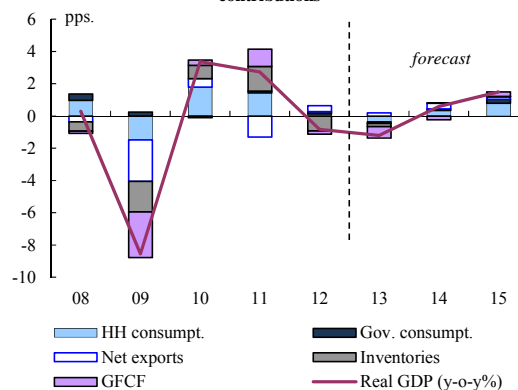 contributions
pps.
forecast
6
4
2
0
-2
-4
-6
-8
-10
08 09 10 11 12 13 14 15
HH consumpt. Gov. consumpt.
Net exports Inventories
GFCF Real GDP (y-o-y%)